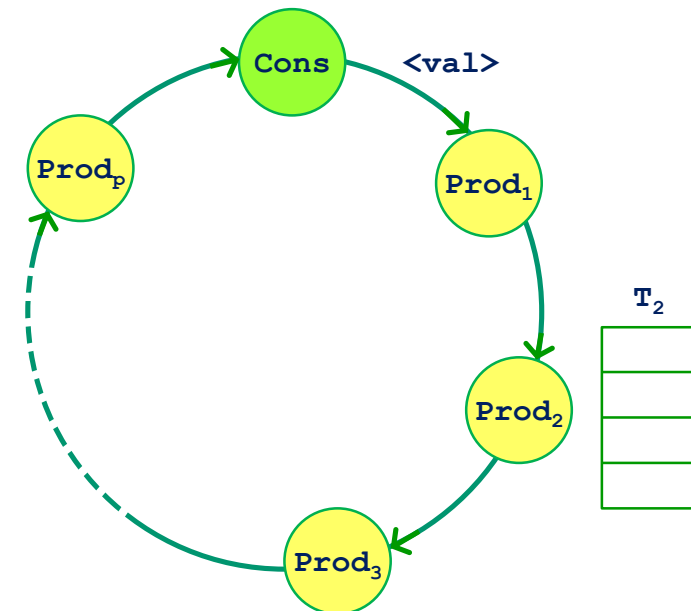 Cons
<val>
Prodₚ
Prod₁
T₂
Prod₂
Prod₃